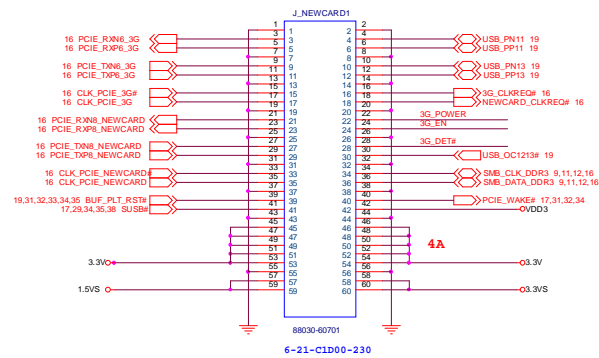 J_NEWCARD1
1 1 2 2
16 PCIE_RXN6_3G 3 3 4 4 USB_PN11 19
16 PCIE_RXP6_3G 5 5 6 6 USB_PP11 19
7 7 8 8
16 PCIE_TXN6_3G 9 9 10 10 USB_PN13 19
16 PCIE_TXP6_3G 11 11 12 12 USB_PP13 19
13 13 14 14
16 CLK_PCIE_3G# 15 15 16 16 3G_CLKREQ# 16
16 CLK_PCIE_3G 17 17 18 18 NEWCARD_CLKREQ# 16
19 19 20 20
16 PCIE_RXN8_NEWCARD 21 21 22 22 3G_POWER
16 PCIE_RXP8_NEWCARD 23 23 24 24 3G_EN
25 25 26 26
16 PCIE_TXN8_NEWCARD 27 27 28 28 3G_DET#
16 PCIE_TXP8_NEWCARD 29 29 30 30 USB_OC1213# 19
31 31 32 32
16 CLK_PCIE_NEWCARD# 33 33 34 34 SMB_CLK_DDR3 9,11,12,16
16 CLK_PCIE_NEWCARD 35 35 36 36 SMB_DATA_DDR3 9,11,12,16
37 37 38 38
19,31,32,33,34,35 BUF_PLT_RST# 39 39 40 40 PCIE_WAKE# 17,31,32,34
17,29,34,35,38 SUSB# 41 41 42 42 VDD3
43 43 44 44
45 45 46 46
47 47 48 48
49 49 50 50 4A
51 51 52 52
3.3V 53 53 54 54 3.3V
55 55 56 56
57 57 58 58
1.5VS 59 59 60 60 3.3VS
88030-60701
6-21-C1D00-230